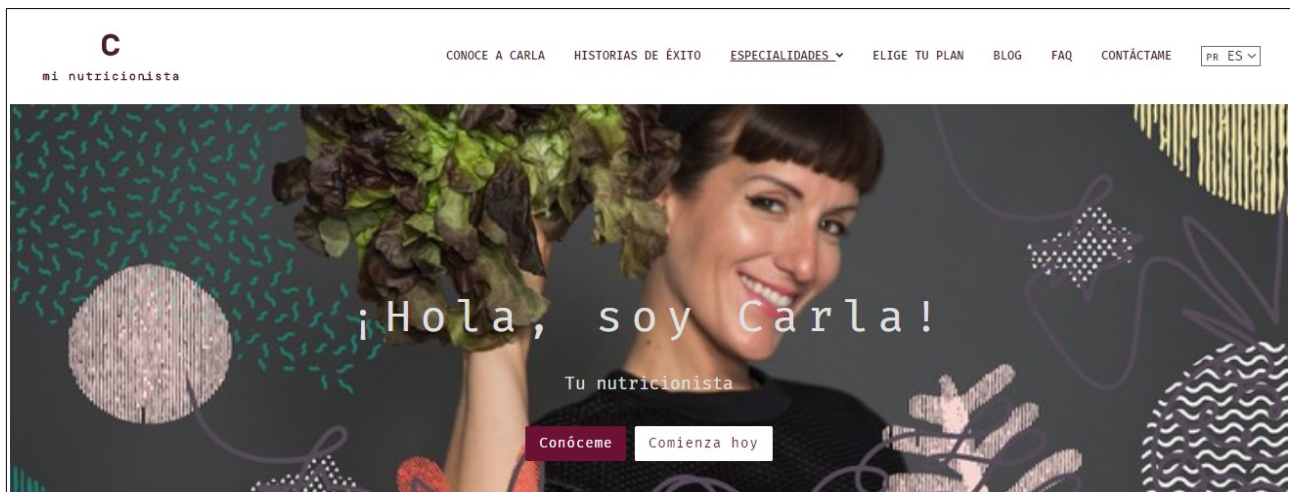 C
mi nutricionista
CONOCE A CARLA HISTORIAS DE ÉXITO ESPECIALIDADES ELIGE TU PLAN BLOG FAQ CONTÁCTAME PR ES
¡Hola, soy Carla!
Tu nutricionista
Conóceme Comienza hoy